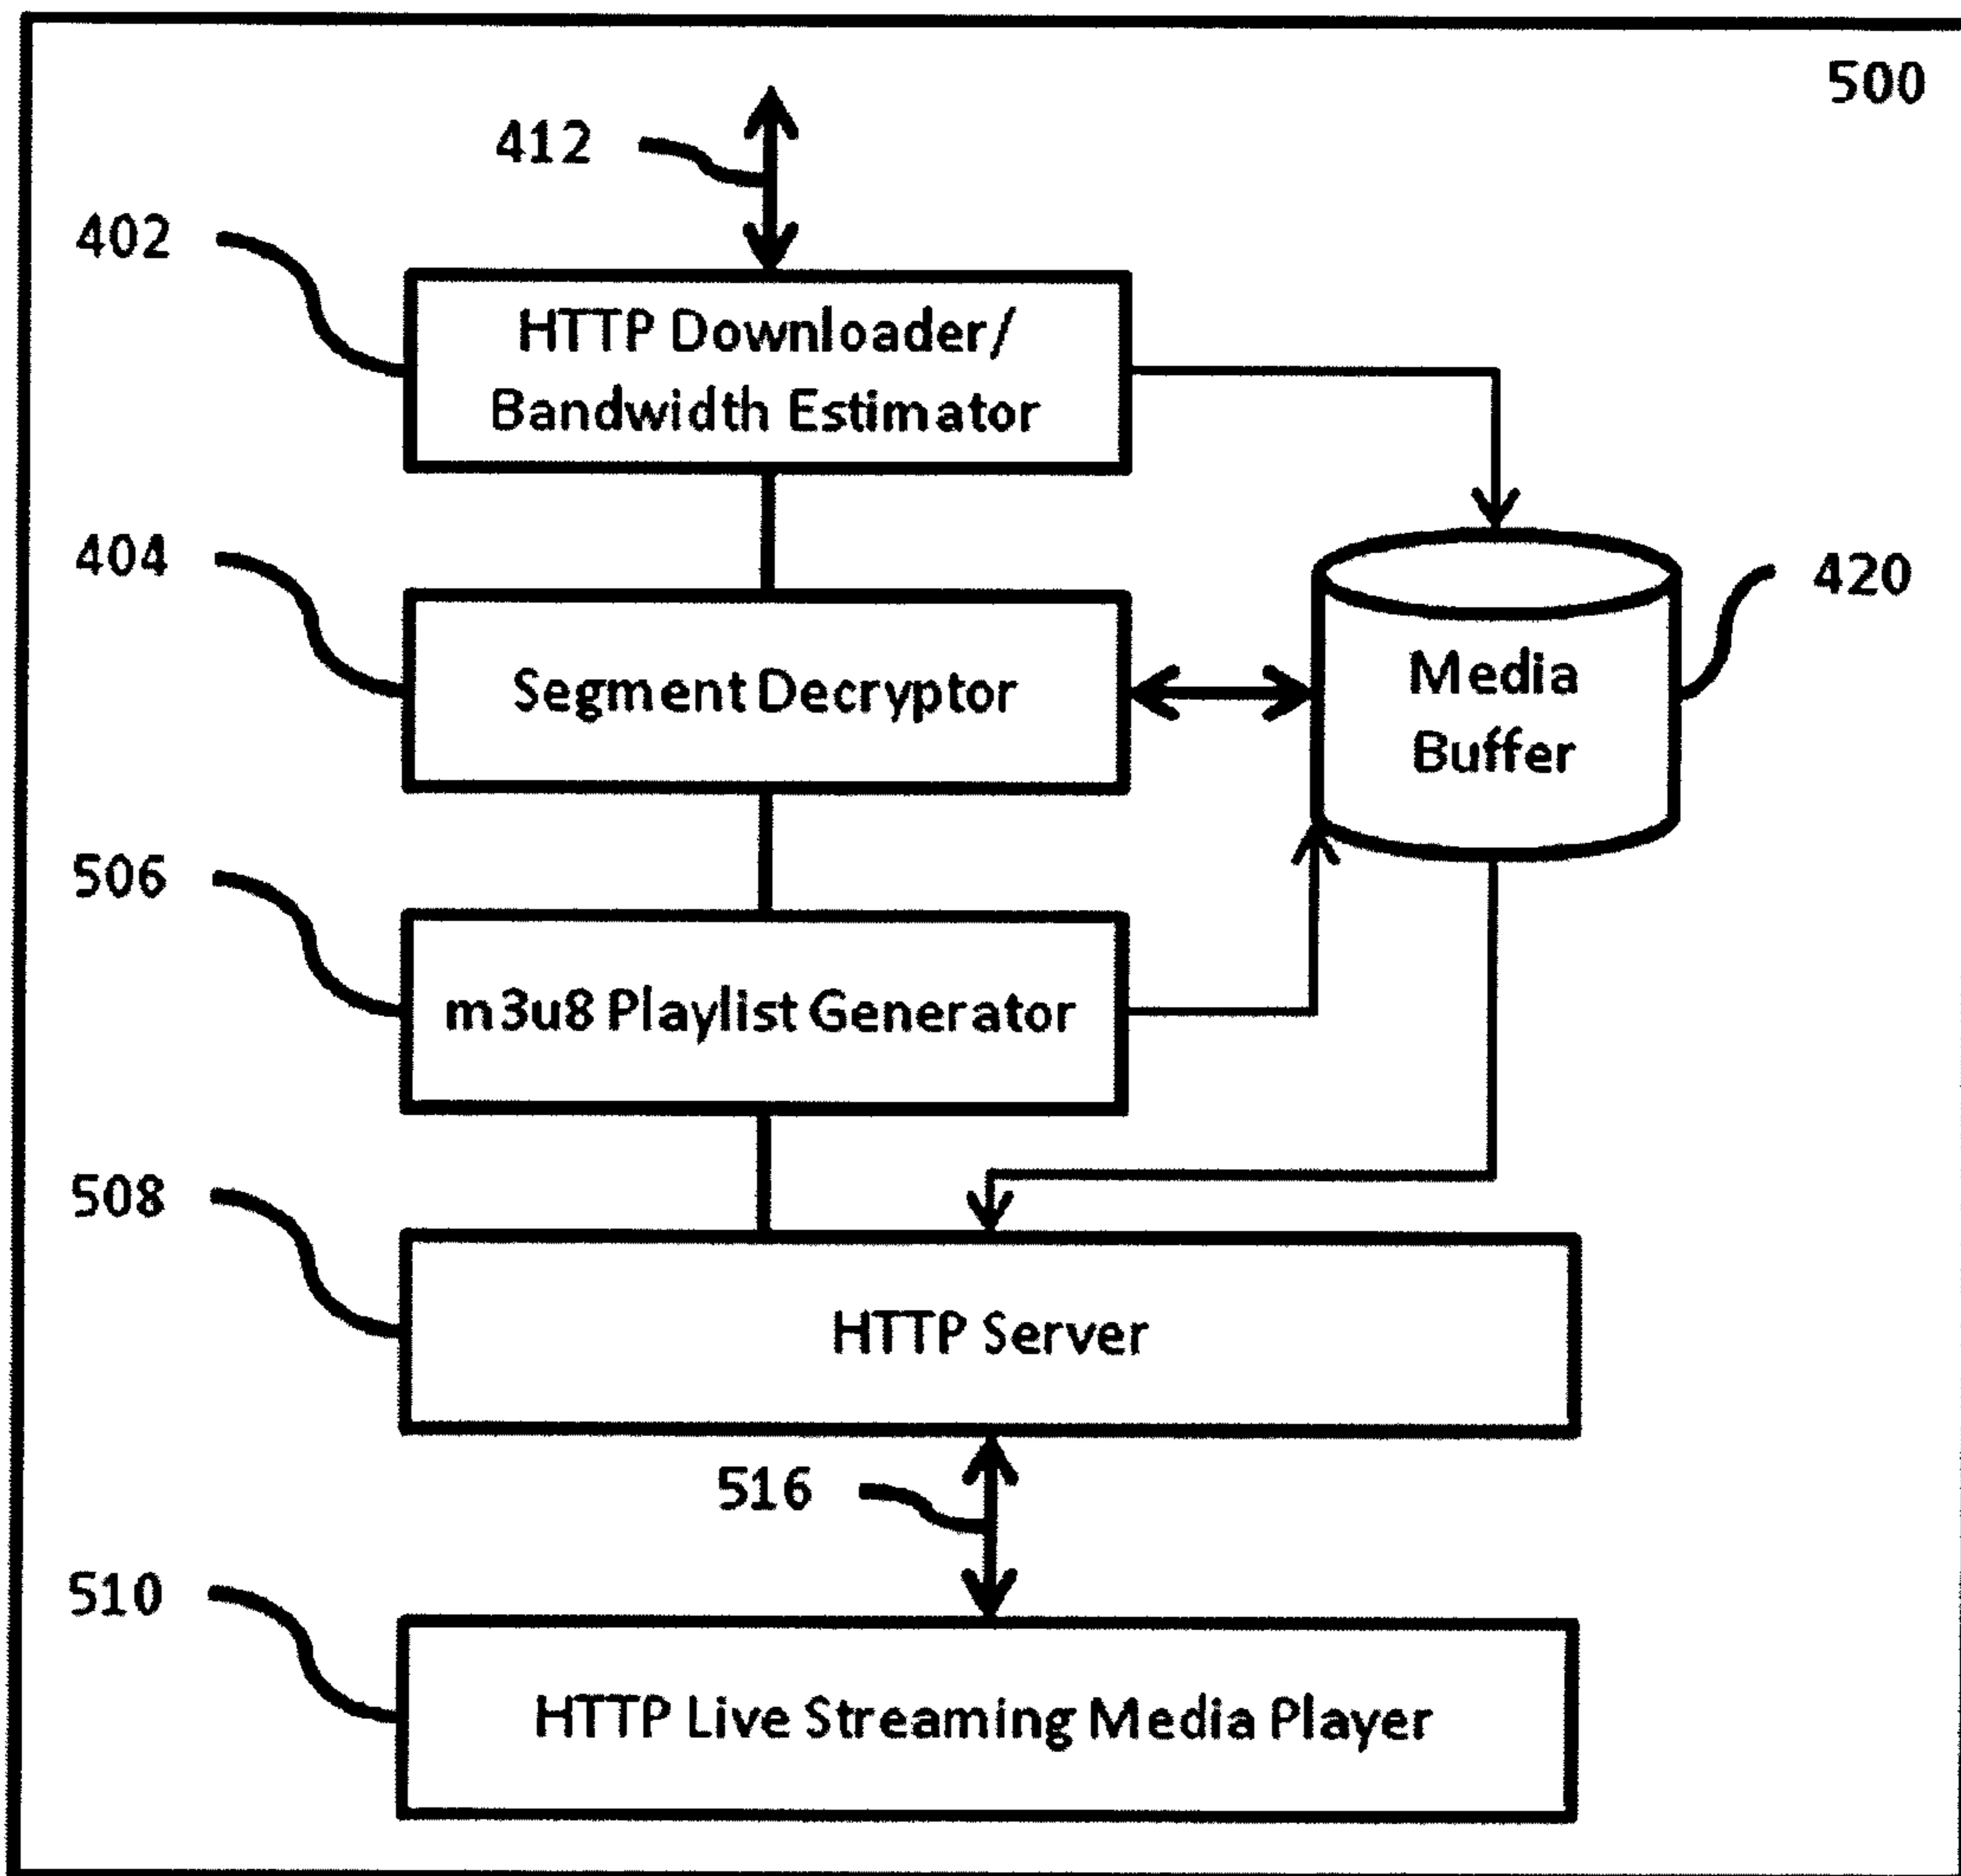 500
412
402
HTTP Downloader/
Bandwidth Estimator
404
420
Segment Decryptor
Media
Buffer
506
m3u8 Playlist Generator
508
HTTP Server
516
510
HTTP Live Streaming Media Player